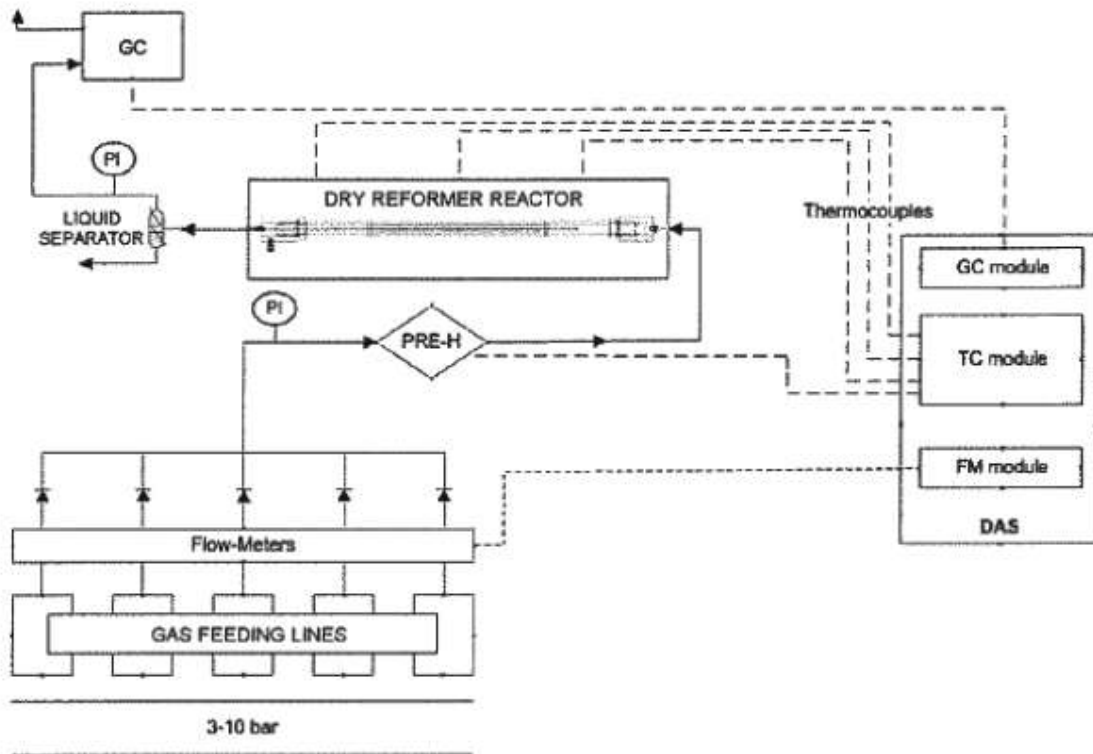 GC
PI
LIQUID
SEPARATOR
DRY REFORMER REACTOR
Thermocouples
GC module
PI
PRE-H
TC module
FM module
DAS
Flow-Meters
GAS FEEDING LINES
3-10 bar